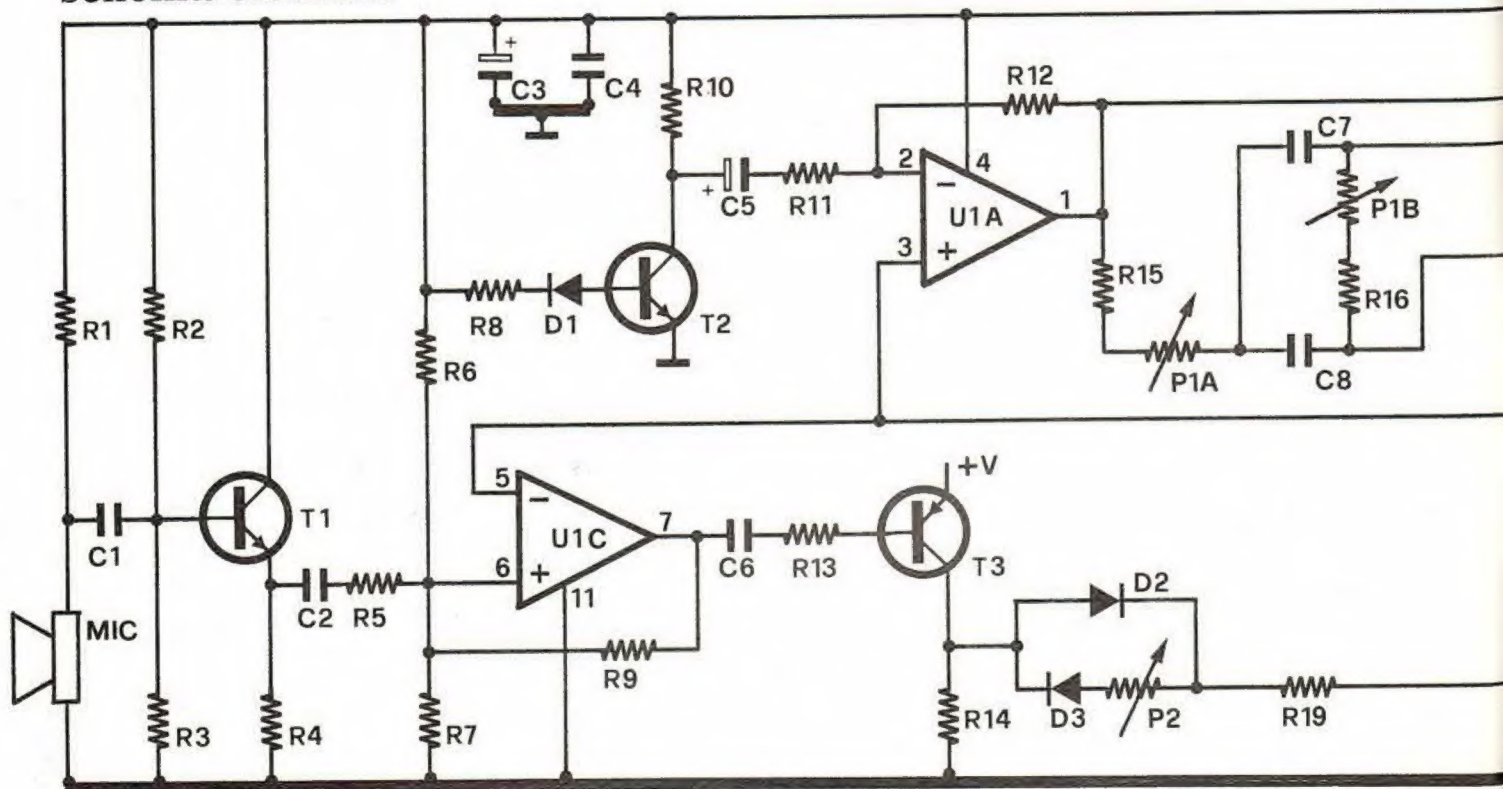 +
C3
C4
R10
R12
C7
2
4
+
C5
R11
-
U1A
1
P1B
3
+
R15
R16
R1
R2
R8
D1
T2
R6
P1A
C8
+V
5
-
T1
U1C
7
C1
6
+
C6
R13
T3
C2
R5
11
D2
MIC
R9
R3
R4
R7
R14
D3
P2
R19